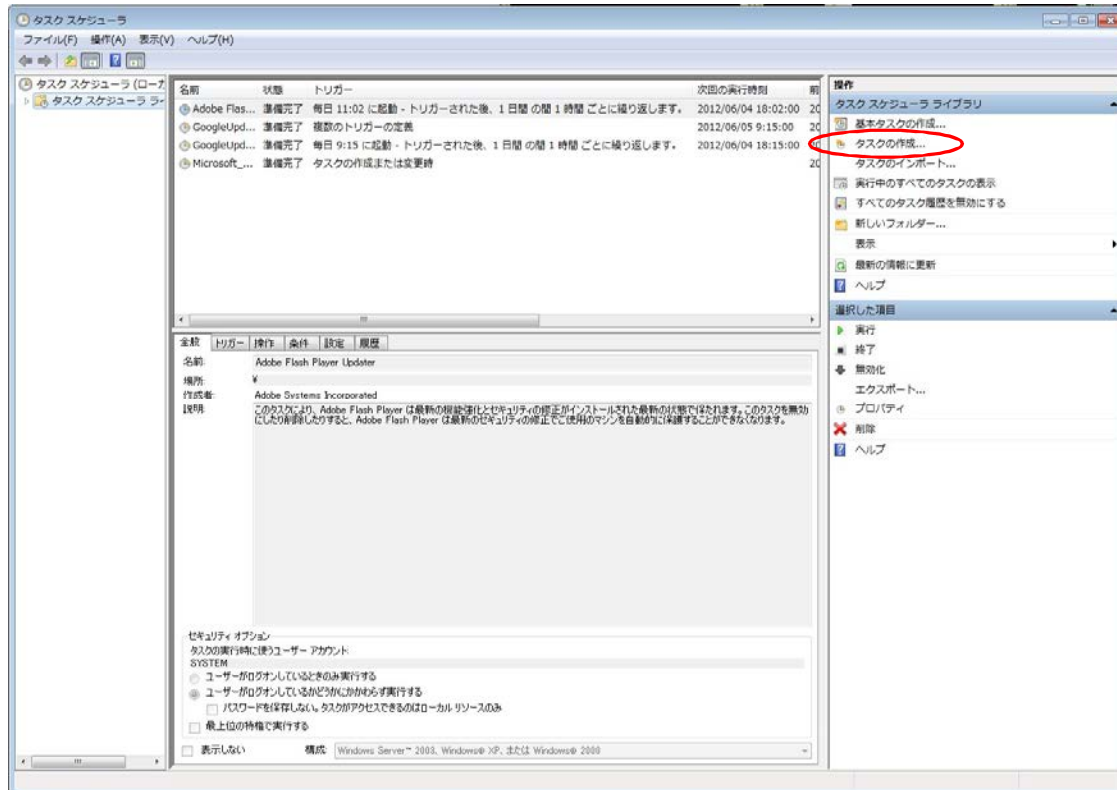 タスク スケジューラ
ファイル(F) 操作(A) 表示(V) ヘルプ(H)
タスク スケジューラ (ローカ
タスク スケジューラ ラ
名前 状態 トリガー 次回の実行時刻 前
Adobe Flas... 準備完了 毎日 11:02 に起動 - トリガーされた後、1 日間 の間 1 時間 ごとに繰り返します。 2012/06/04 18:02:00 20
GoogleUpd... 準備完了 複数のトリガーの定義 2012/06/05 9:15:00 20
GoogleUpd... 準備完了 毎日 9:15 に起動 - トリガーされた後、1 日間 の間 1 時間 ごとに繰り返します。 2012/06/04 18:15:00 20
Microsoft_... 準備完了 タスクの作成または変更時 20
全般 トリガー 操作 条件 設定 履歴
名前: Adobe Flash Player Updater
場所: ¥
作成者: Adobe Systems Incorporated
説明: このタスクにより、Adobe Flash Player は最新の機能強化とセキュリティの修正がインストールされた最新の状態で保たれます。このタスクを無効
にしたり削除したりすると、Adobe Flash Player は最新のセキュリティの修正でご使用のマシンを自動的に保護することができなくなります。
セキュリティ オプション
タスクの実行時に使うユーザー アカウント:
SYSTEM
ユーザーがログオンしているときのみ実行する
ユーザーがログオンしているかどうかにかかわらず実行する
パスワードを保存しない。タスクがアクセスできるのはローカル リソースのみ
最上位の特権で実行する
表示しない 構成: Windows Server™ 2003、Windows® XP、または Windows® 2000
操作
タスク スケジューラ ライブラリ
基本タスクの作成...
タスクの作成...
タスクのインポート...
実行中のすべてのタスクの表示
すべてのタスク履歴を無効にする
新しいフォルダー...
表示
最新の情報に更新
ヘルプ
選択した項目
実行
終了
無効化
エクスポート...
プロパティ
削除
ヘルプ